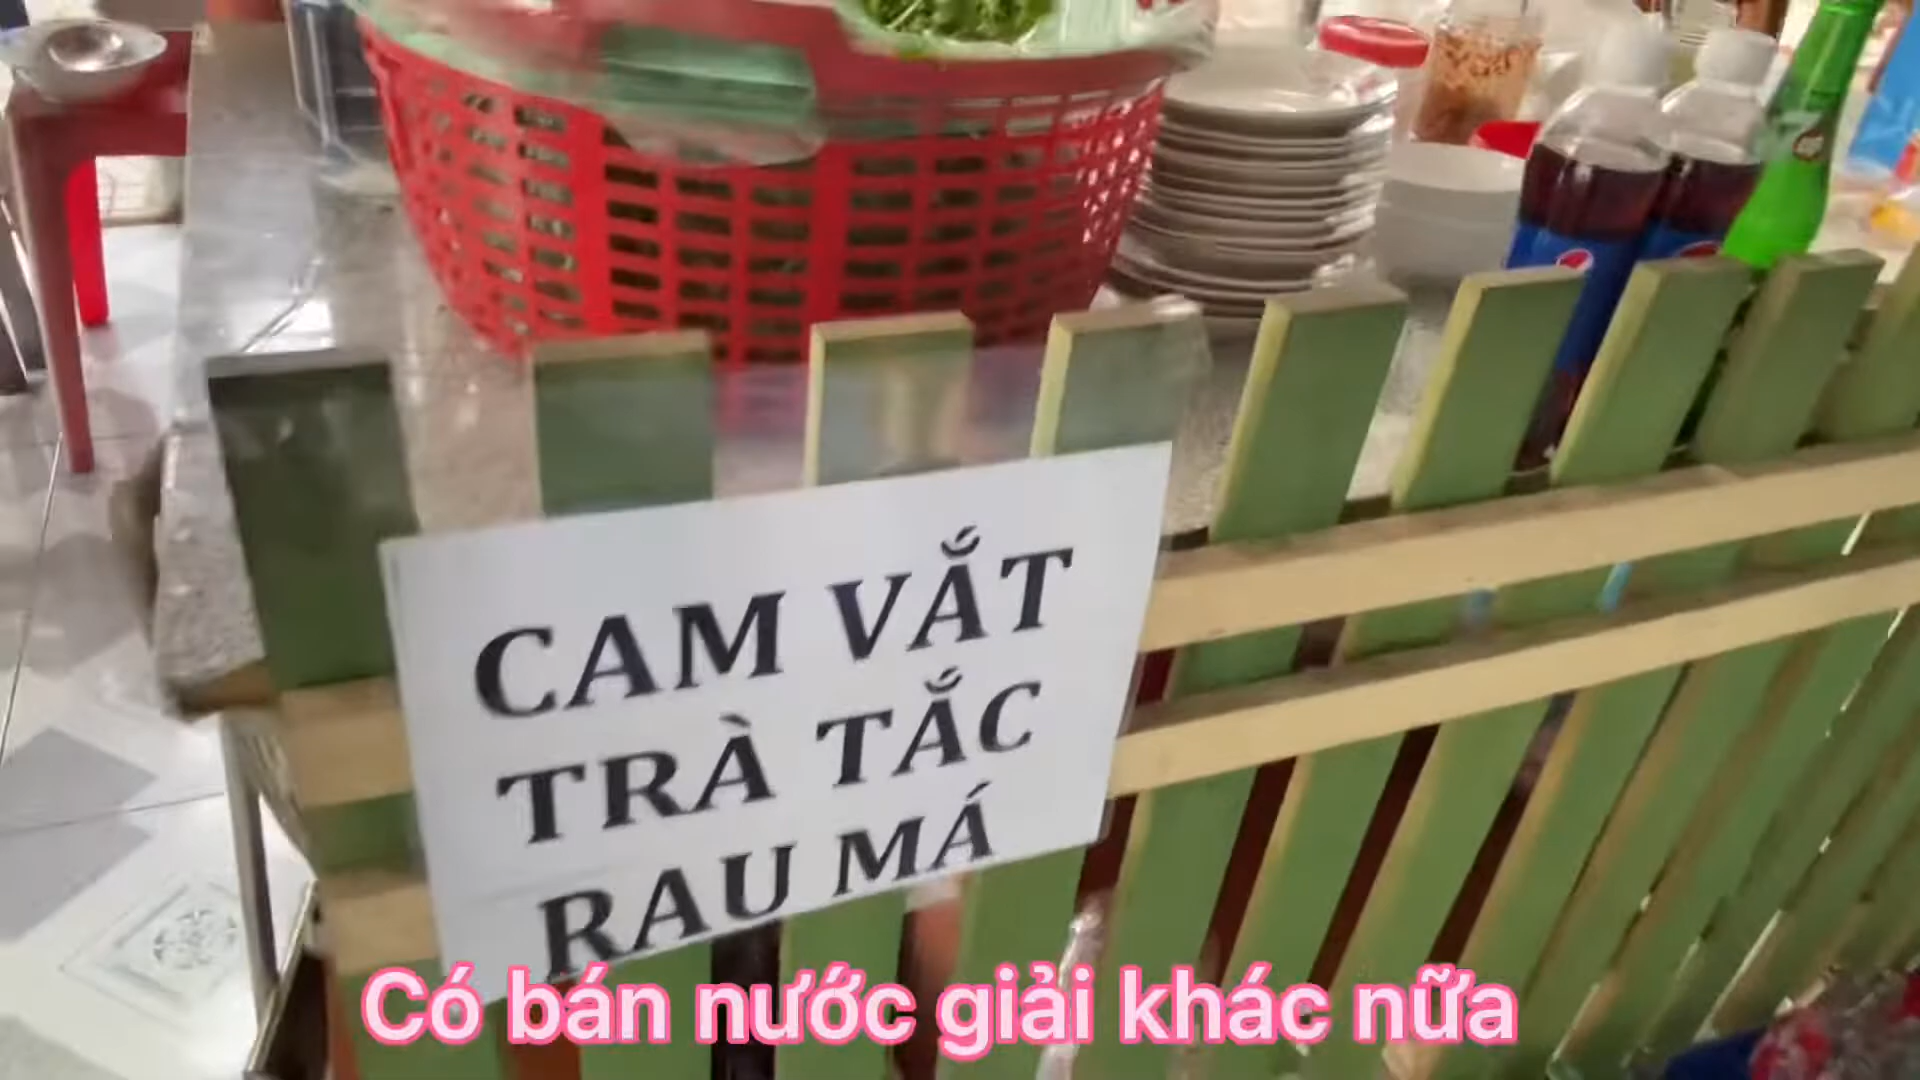 CAM VẮT
TRÀ TẮC
RAU MÁ
Có bán nước giải khác nữa